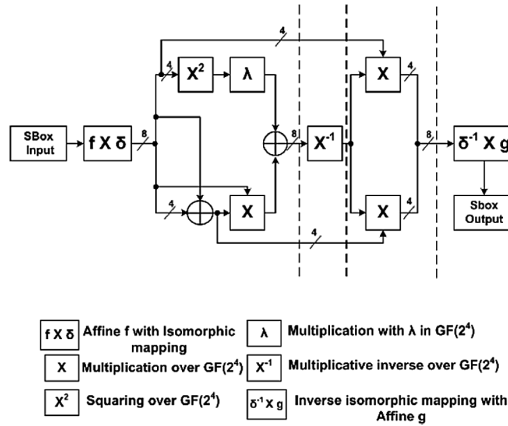 4
4
X²
λ
X
4
SBox
Input
f X δ
8
8
X⁻¹
8
δ⁻¹ X g
4
X
X
4
Sbox
Output
4
f X δ
Affine f with Isomorphic
mapping
λ
Multiplication with λ in GF(2⁴)
X
Multiplication over GF(2⁴)
X⁻¹
Multiplicative inverse over GF(2⁴)
X²
Squaring over GF(2⁴)
δ⁻¹ X g
Inverse isomorphic mapping with
Affine g